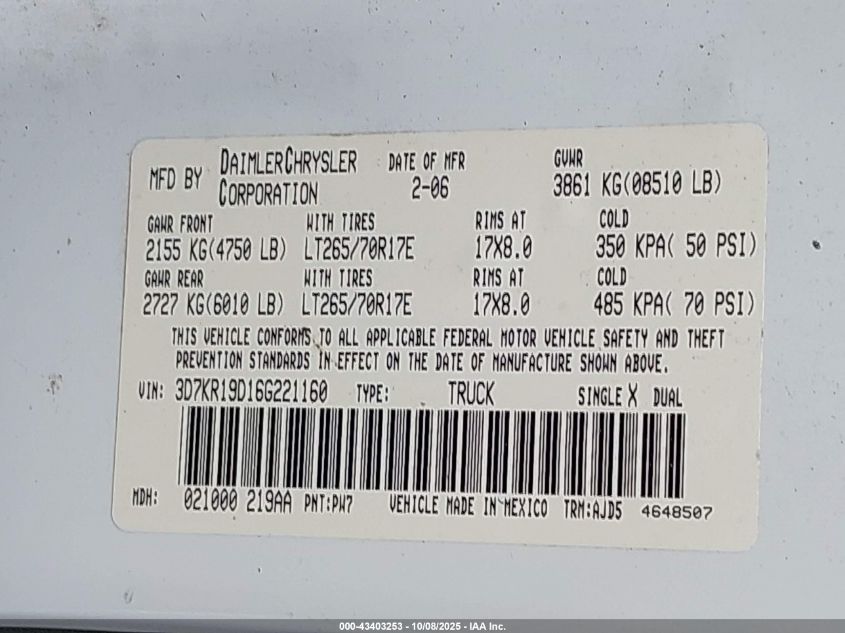 MFD BY DAIMLERCHRYSLER CORPORATION DATE OF MFR 2-06 GVWR 3861 KG(08510 LB)
GAWR FRONT WITH TIRES RIMS AT COLD
2155 KG(4750 LB) LT265/70R17E 17X8.0 350 KPA( 50 PSI)
GAWR REAR WITH TIRES RIMS AT COLD
2727 KG(6010 LB) LT265/70R17E 17X8.0 485 KPA( 70 PSI)
THIS VEHICLE CONFORMS TO ALL APPLICABLE FEDERAL MOTOR VEHICLE SAFETY AND THEFT
PREVENTION STANDARDS IN EFFECT ON THE DATE OF MANUFACTURE SHOWN ABOVE.
VIN: 3D7KR19D16G221160 TYPE: TRUCK SINGLE X DUAL
MDH: 021000 219AA PNT:PW7 VEHICLE MADE IN MEXICO TRM:AJD5 4648507
000-43403253 - 10/08/2025 - IAA Inc.